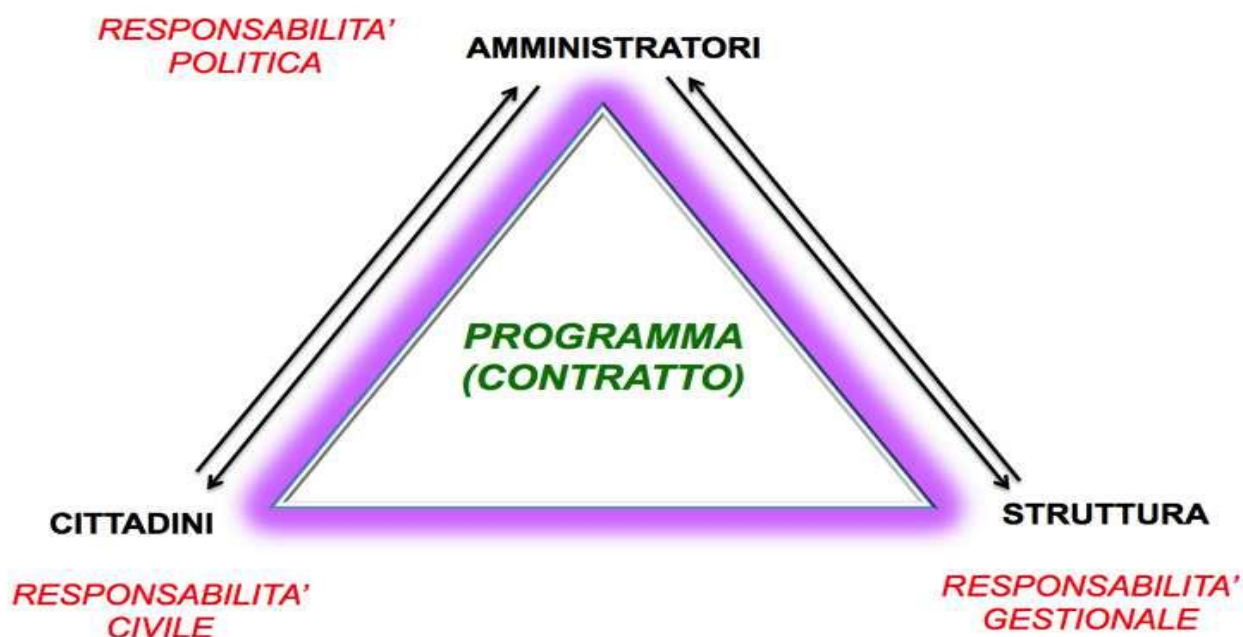 RESPONSABILITA’
POLITICA
AMMINISTRATORI
PROGRAMMA
(CONTRATTO)
CITTADINI
STRUTTURA
RESPONSABILITA’
CIVILE
RESPONSABILITA’
GESTIONALE